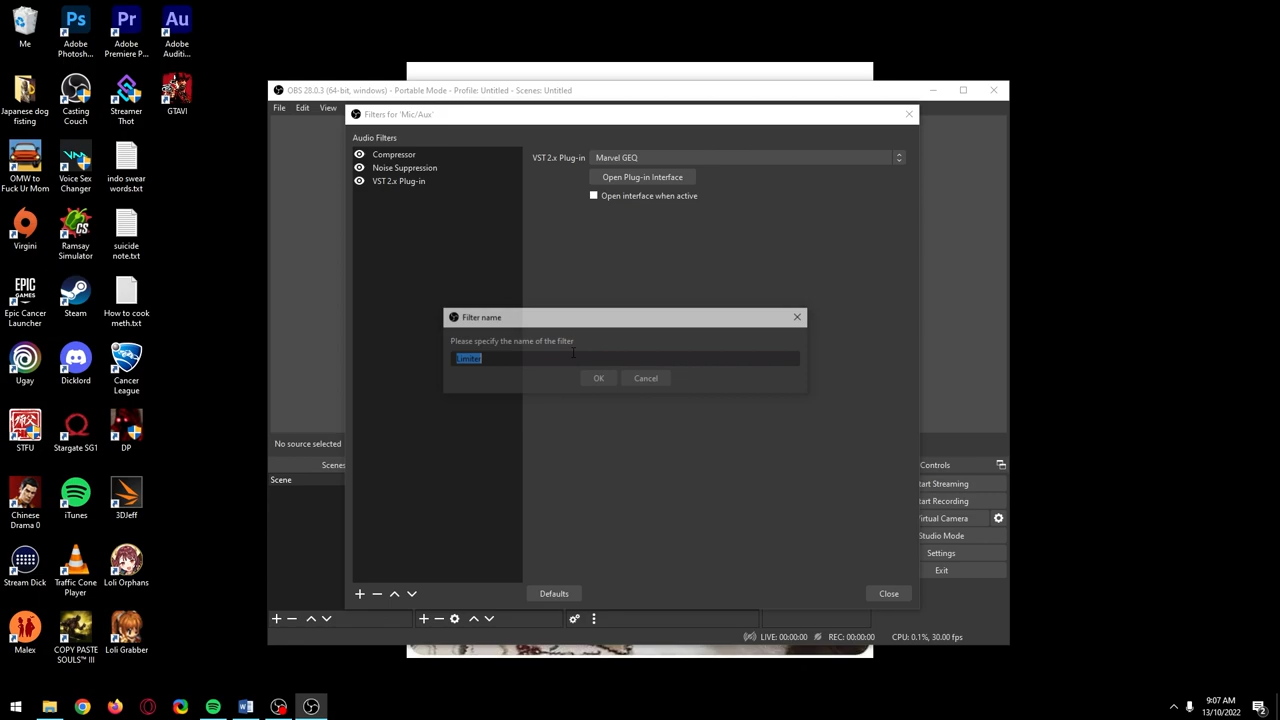 Me
Adobe
Photosh...
Adobe
Premiere P...
Adobe
Auditi...
Japanese dog
fisting
Casting
Couch
Streamer
Thot
GTAVI
OMW to
Fuck Ur Mom
Voice Sex
Changer
indo swear
words.txt
Virgini
Ramsay
Simulator
suicide
note.txt
EPIC
GAMES
Epic Cancer
Launcher
Steam
How to cook
meth.txt
Ugay
Dicklord
Cancer
League
STFU
Stargate SG1
DP
Chinese
Drama 0
iTunes
3DJeff
Stream Dick
Traffic Cone
Player
Loli Orphans
Malex
COPY PASTE
SOULS™ III
Loli Grabber
OBS 28.0.3 (64-bit, windows) - Portable Mode - Profile: Untitled - Scenes: Untitled
File Edit View
Filters for 'Mic/Aux'
Audio Filters
Compressor
Noise Suppression
VST 2.x Plug-in
VST 2.x Plug-in
Marvel GEQ
Open Plug-in Interface
Open interface when active
Filter name
Please specify the name of the filter
Limiter
OK
Cancel
No source selected
Scenes
Scene
Controls
tart Streaming
tart Recording
Virtual Camera
Studio Mode
Settings
Exit
Defaults
Close
LIVE: 00:00:00
REC: 00:00:00
CPU: 0.1%, 30.00 fps
9:07 AM
13/10/2022
2